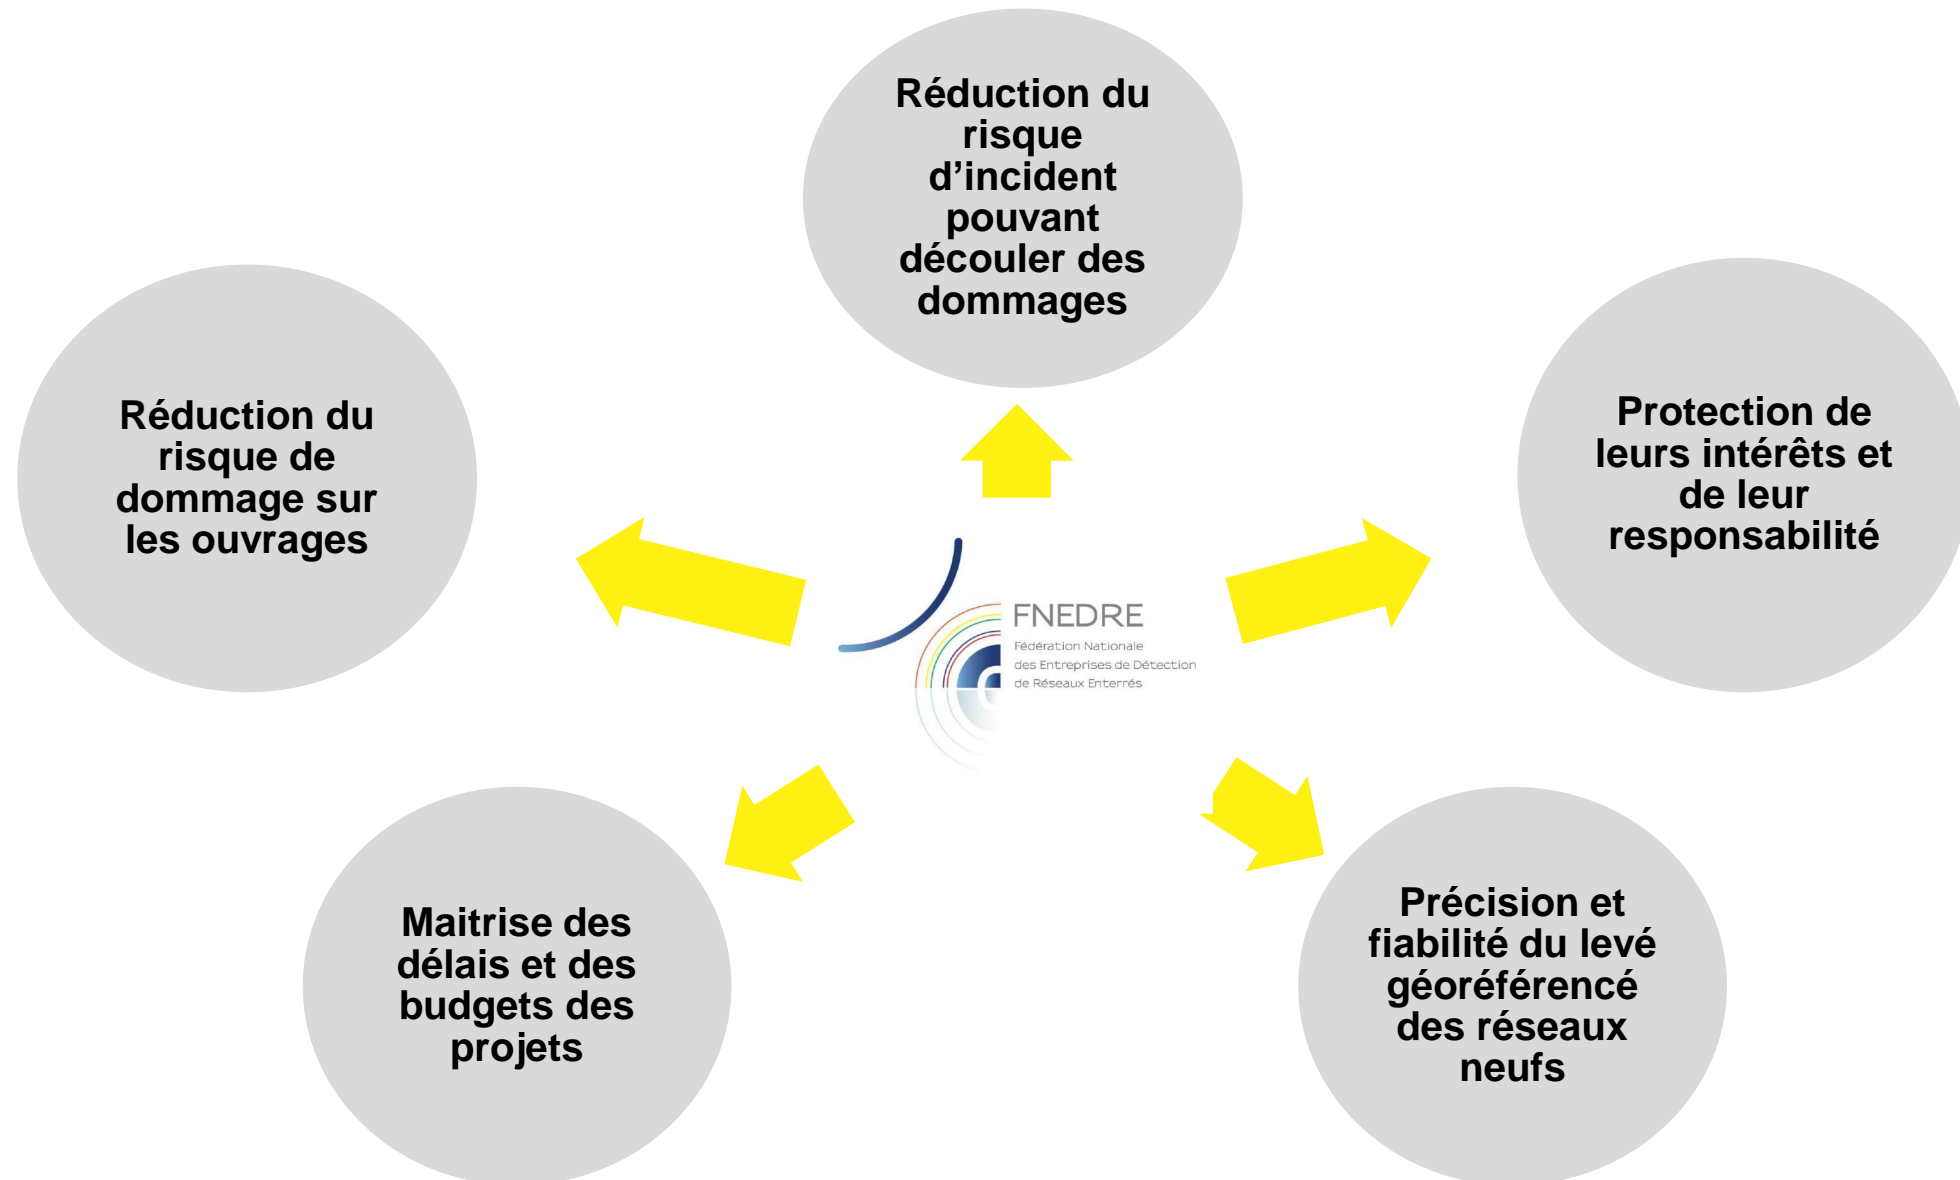 Réduction du
risque
d’incident
pouvant
découler des
dommages
Réduction du
risque de
dommage sur
les ouvrages
Protection de
leurs intérêts et
de leur
responsabilité
FNEDRE
Fédération Nationale
des Entreprises de Détection
de Réseaux Enterrés
Maitrise des
délais et des
budgets des
projets
Précision et
fiabilité du levé
géoréférencé
des réseaux
neufs